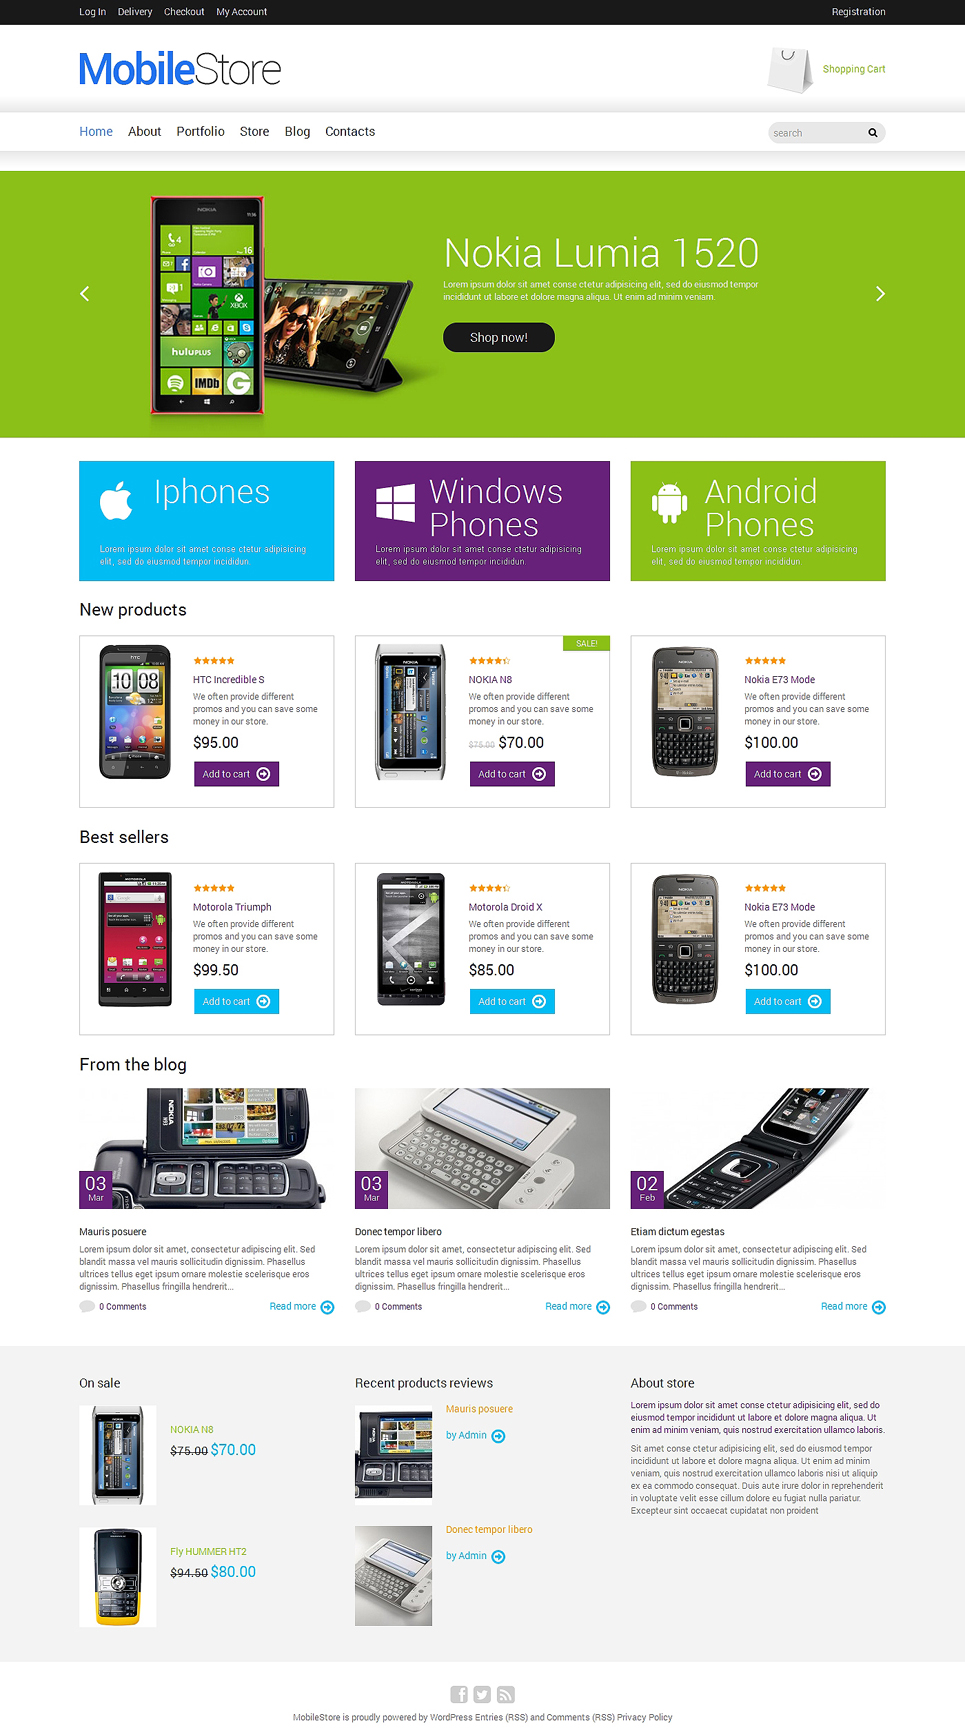 Log In Delivery Checkout My Account Registration
MobileStore
Shopping Cart
Home About Portfolio Store Blog Contacts search
NOKIA
Nokia Lumia 1520
Lorem ipsum dolor sit amet conse ctetur adipisicing elit, sed do eiusmod tempor
incididunt ut labore et dolore magna aliqua. Ut enim ad minim veniam.
XBOX
huluPLUS
IMDb
Shop now!
Iphones
Lorem ipsum dolor sit amet conse ctetur adipisicing
elit, sed do eiusmod tempor incididun.
Windows
Phones
Lorem ipsum dolor sit amet conse ctetur adipisicing
elit, sed do eiusmod tempor incididun.
Android
Phones
Lorem ipsum dolor sit amet conse ctetur adipisicing
elit, sed do eiusmod tempor incididun
New products
HTC Incredible S
We often provide different
promos and you can save some
money in our store.
$95.00
Add to cart
SALE!
NOKIA N8
We often provide different
promos and you can save some
money in our store.
$75.00 $70.00
Add to cart
Nokia E73 Mode
We often provide different
promos and you can save some
money in our store.
$100.00
Add to cart
Best sellers
Motorola Triumph
We often provide different
promos and you can save some
money in our store.
$99.50
Add to cart
Motorola Droid X
We often provide different
promos and you can save some
money in our store.
$85.00
Add to cart
Nokia E73 Mode
We often provide different
promos and you can save some
money in our store.
$100.00
Add to cart
From the blog
03
Mar
Mauris posuere
Lorem ipsum dolor sit amet, consectetur adipiscing elit. Sed
blandit massa vel mauris sollicitudin dignissim. Phasellus
ultrices tellus eget ipsum ornare molestie scelerisque eros
dignissim. Phasellus fringilla hendrerit...
0 Comments Read more
03
Mar
Donec tempor libero
Lorem ipsum dolor sit amet, consectetur adipiscing elit. Sed
blandit massa vel mauris sollicitudin dignissim. Phasellus
ultrices tellus eget ipsum ornare molestie scelerisque eros
dignissim. Phasellus fringilla hendrerit...
0 Comments Read more
02
Feb
Etiam dictum egestas
Lorem ipsum dolor sit amet, consectetur adipiscing elit. Sed
blandit massa vel mauris sollicitudin dignissim. Phasellus
ultrices tellus eget ipsum ornare molestie scelerisque eros
dignissim. Phasellus fringilla hendrerit...
0 Comments Read more
On sale
NOKIA N8
$75.00 $70.00
Fly HUMMER HT2
$94.50 $80.00
Recent products reviews
Mauris posuere
by Admin
Donec tempor libero
by Admin
About store
Lorem ipsum dolor sit amet conse ctetur adipisicing elit, sed do
eiusmod tempor incididunt ut labore et dolore magna aliqua. Ut
enim ad minim veniam, quis nostrud exercitation ullamco laboris.
Sit amet conse ctetur adipisicing elit, sed do eiusmod tempor
incididunt ut labore et dolore magna aliqua. Ut enim ad minim
veniam, quis nostrud exercitation ullamco laboris nisi ut aliquip
ex ea commodo consequat. Duis aute irure dolor in reprehenderit
in voluptate velit esse cillum dolore eu fugiat nulla pariatur.
Excepteur sint occaecat cupidatat non proident
MobileStore is proudly powered by WordPress Entries (RSS) and Comments (RSS) Privacy Policy